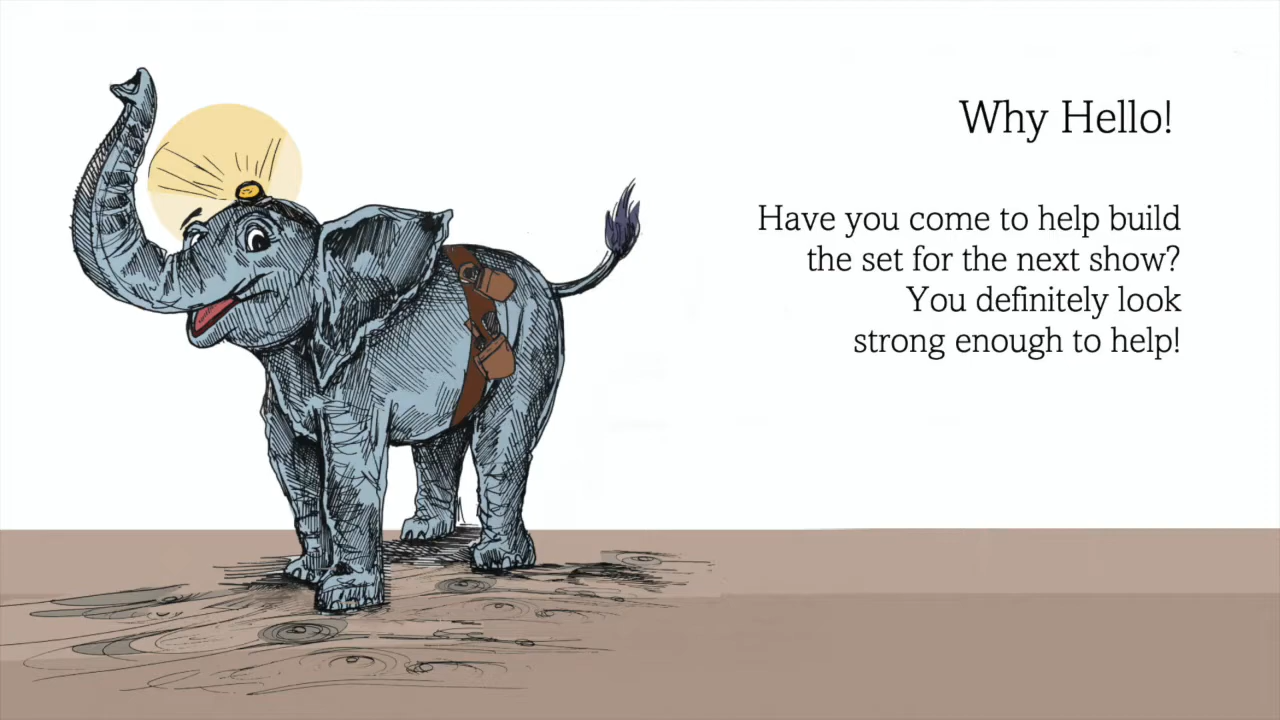 Why Hello!
Have you come to help build
the set for the next show?
You definitely look
strong enough to help!